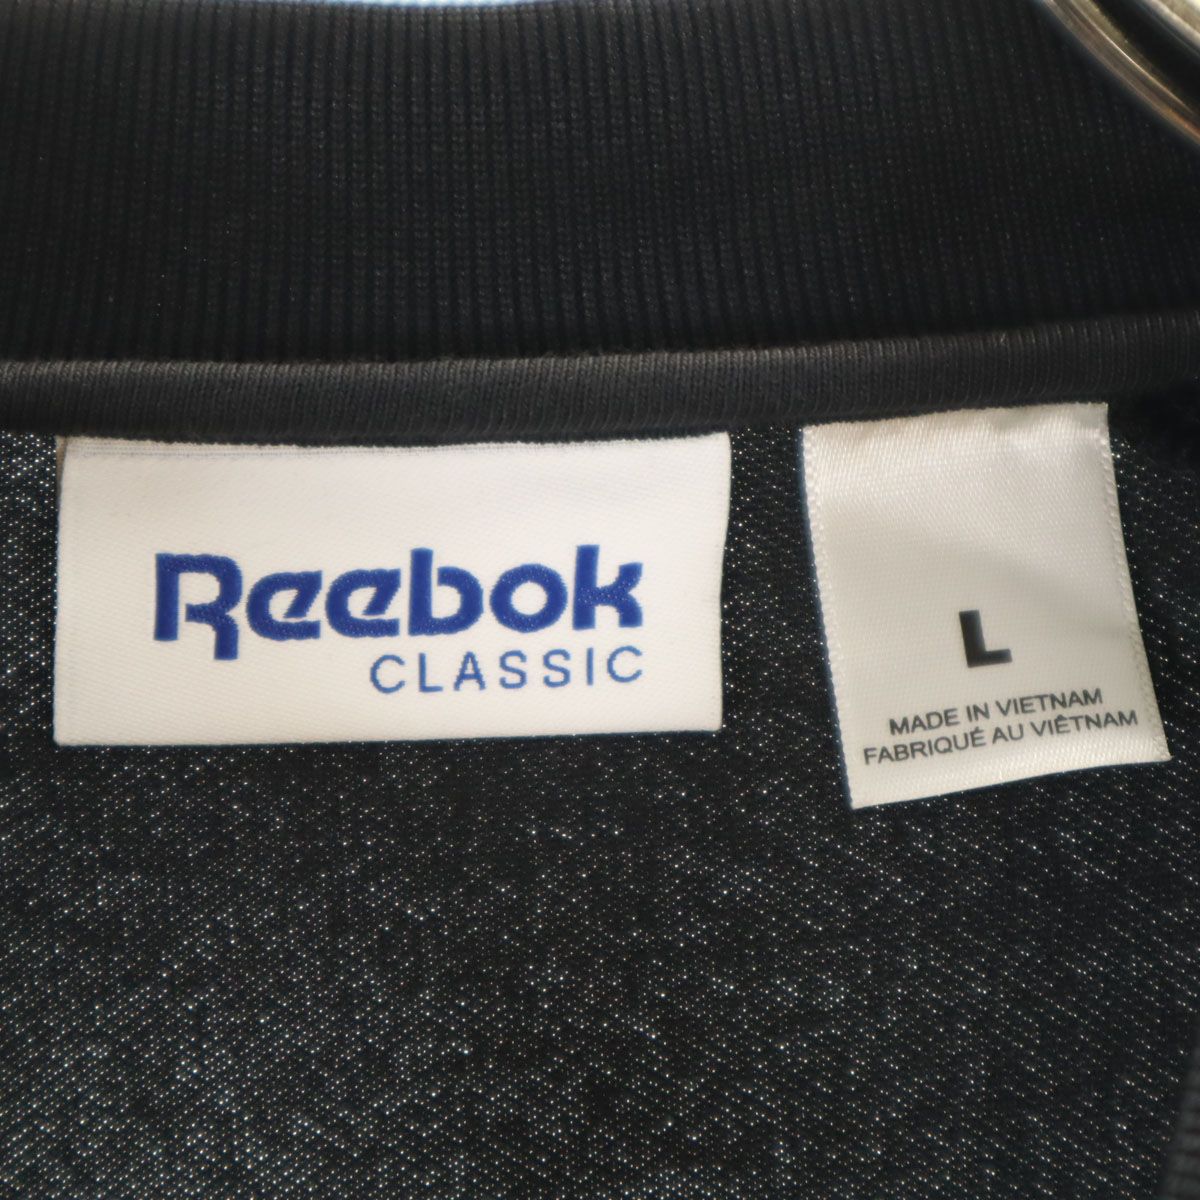 Reebok
CLASSIC
L
MADE IN VIETNAM
FABRIQUÉ AU VIÊTNAM